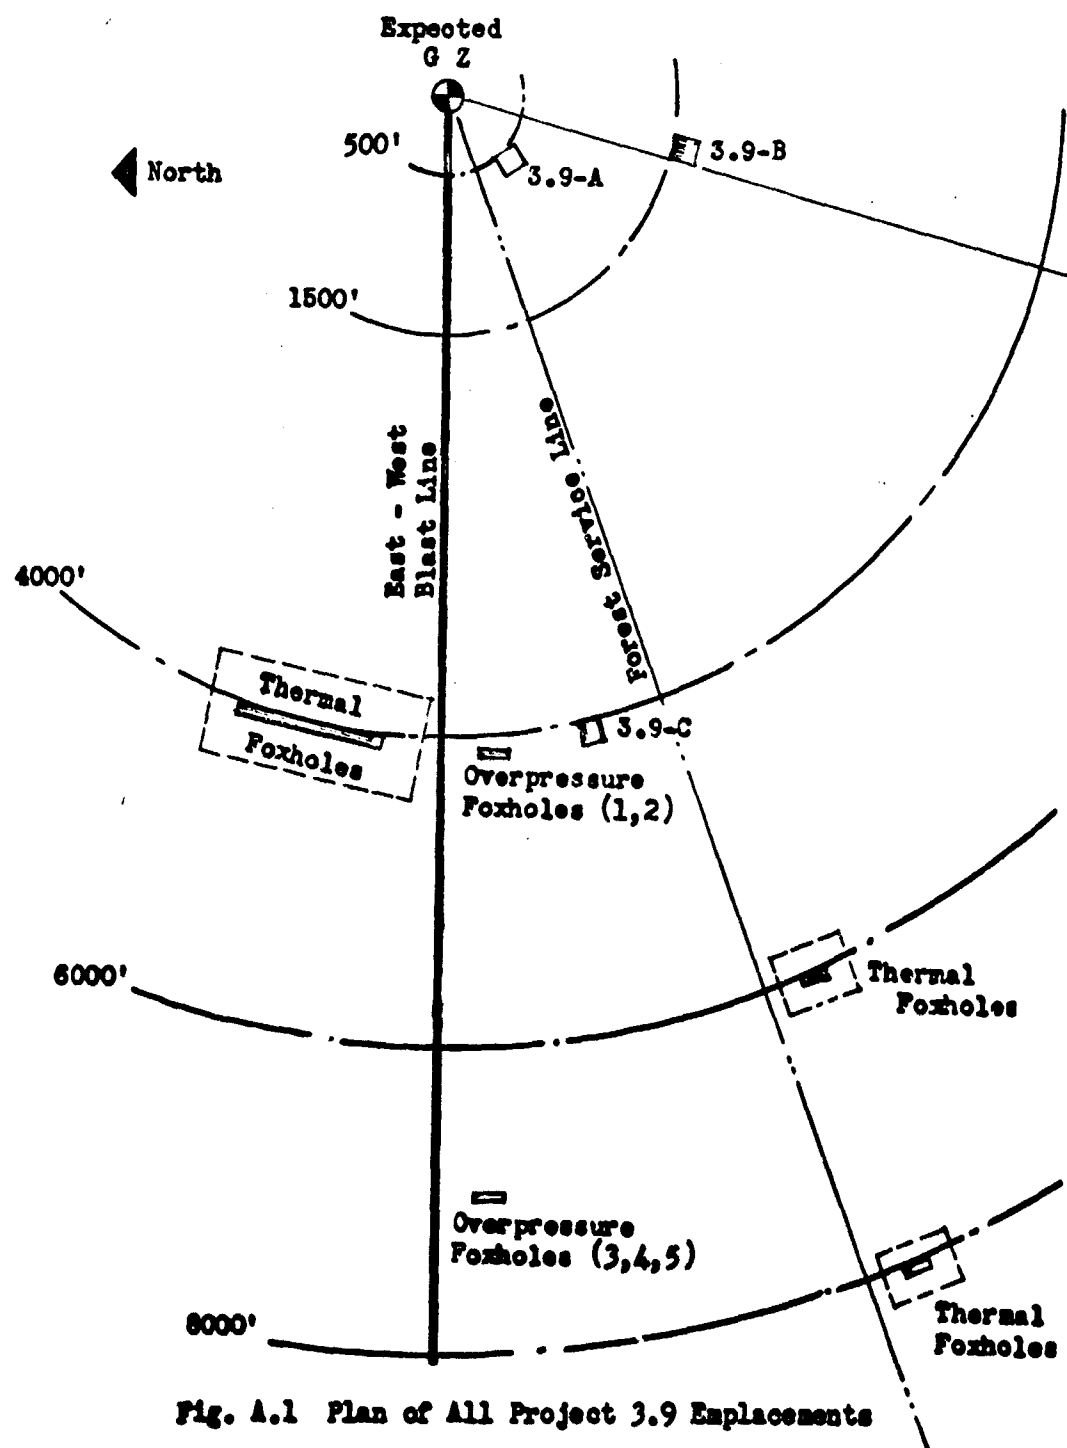 Expected
G Z
500'
3.9-B
North
3.9-A
1500'
East - West
Blast Line
Forest Service Line
4000'
Thermal
Foxholes
3.9-C
Overpressure
Foxholes (1,2)
6000'
Thermal
Foxholes
Overpressure
Foxholes (3,4,5)
8000'
Thermal
Foxholes
Fig. A.1 Plan of All Project 3.9 Emplacements